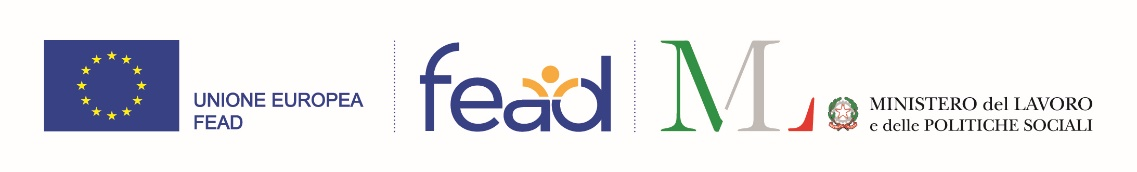 UNIONE EUROPEA
FEAD
fead
ML
MINISTERO del LAVORO
e delle POLITICHE SOCIALI